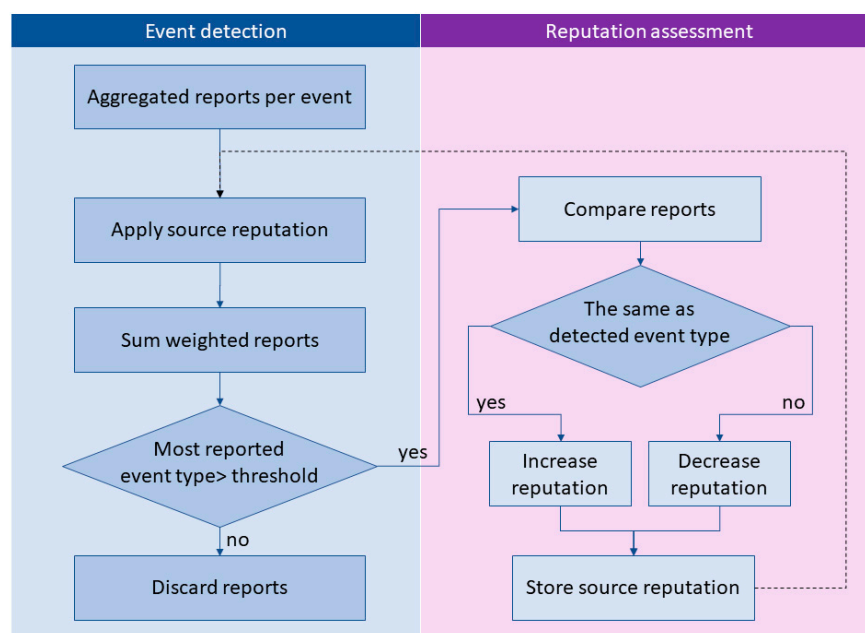 Event detection
Reputation assessment
Aggregated reports per event
Apply source reputation
Sum weighted reports
Most reported
event type> threshold
yes
no
Discard reports
Compare reports
The same as
detected event type
yes
no
Increase
reputation
Decrease
reputation
Store source reputation